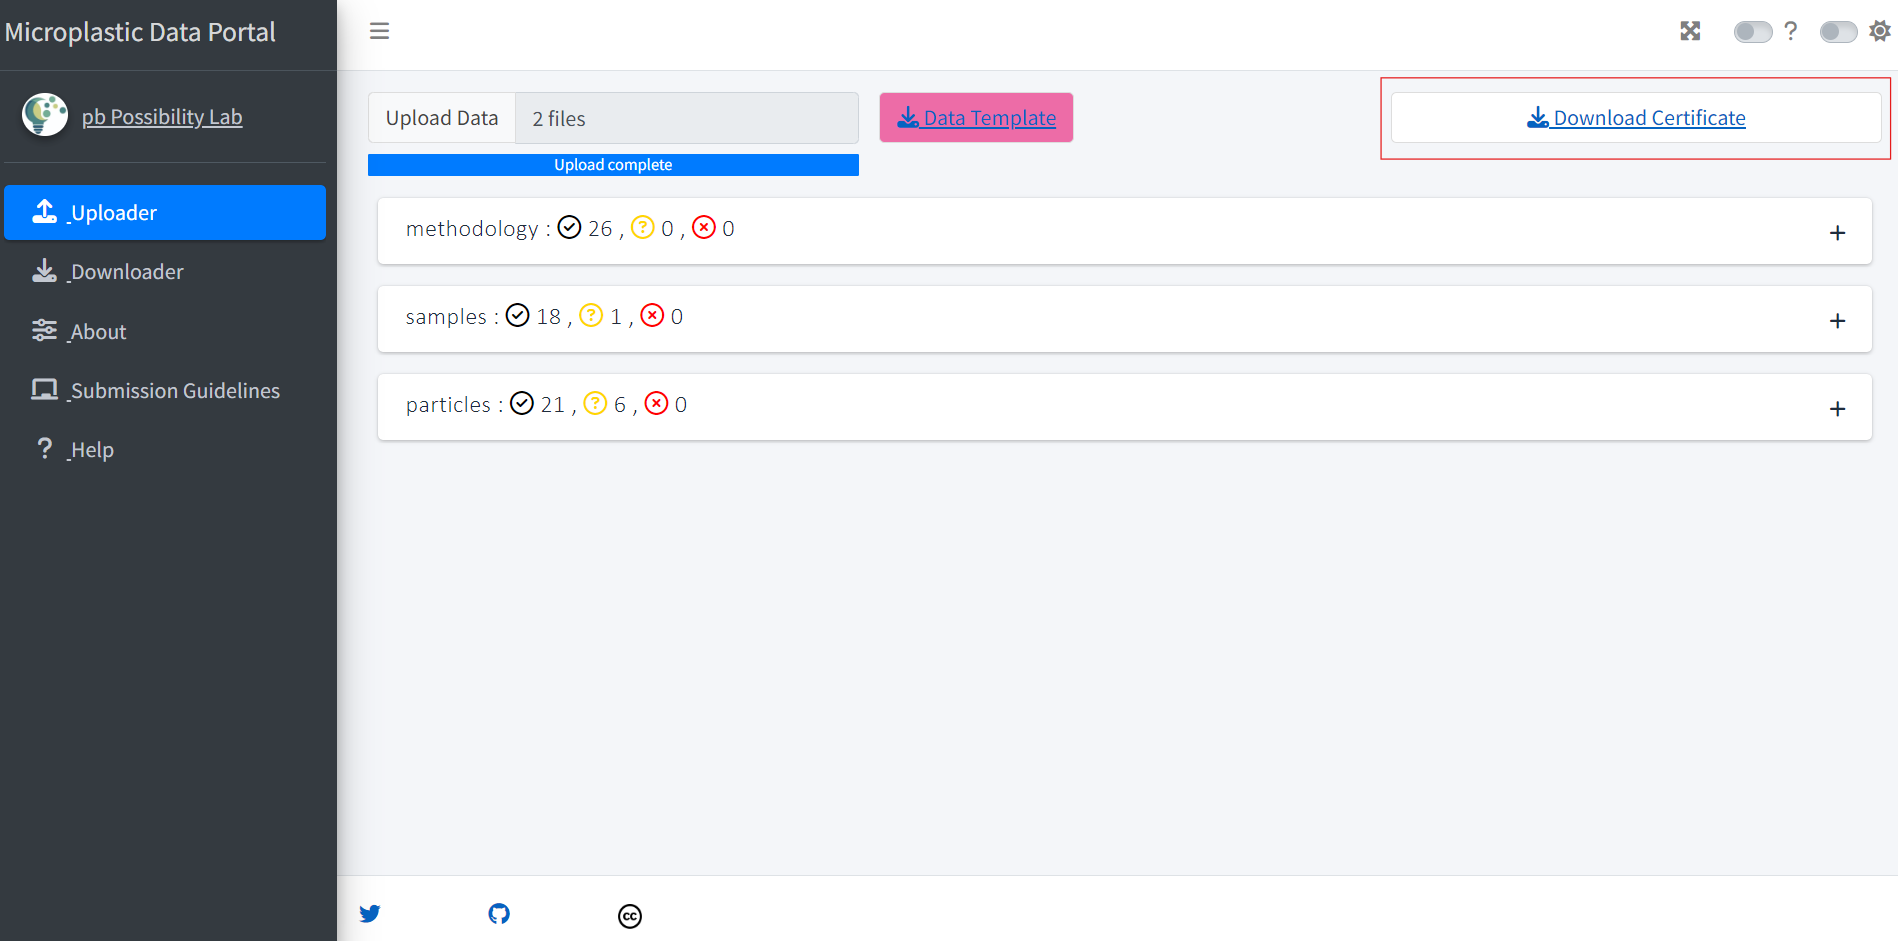 Microplastic Data Portal
pb Possibility Lab
Uploader
Downloader
About
Submission Guidelines
? Help
?
Upload Data 2 files
Data Template
Download Certificate
Upload complete
methodology : 26 , ? 0 , 0
samples : 18 , ? 1 , 0
particles : 21 , ? 6 , 0
cc